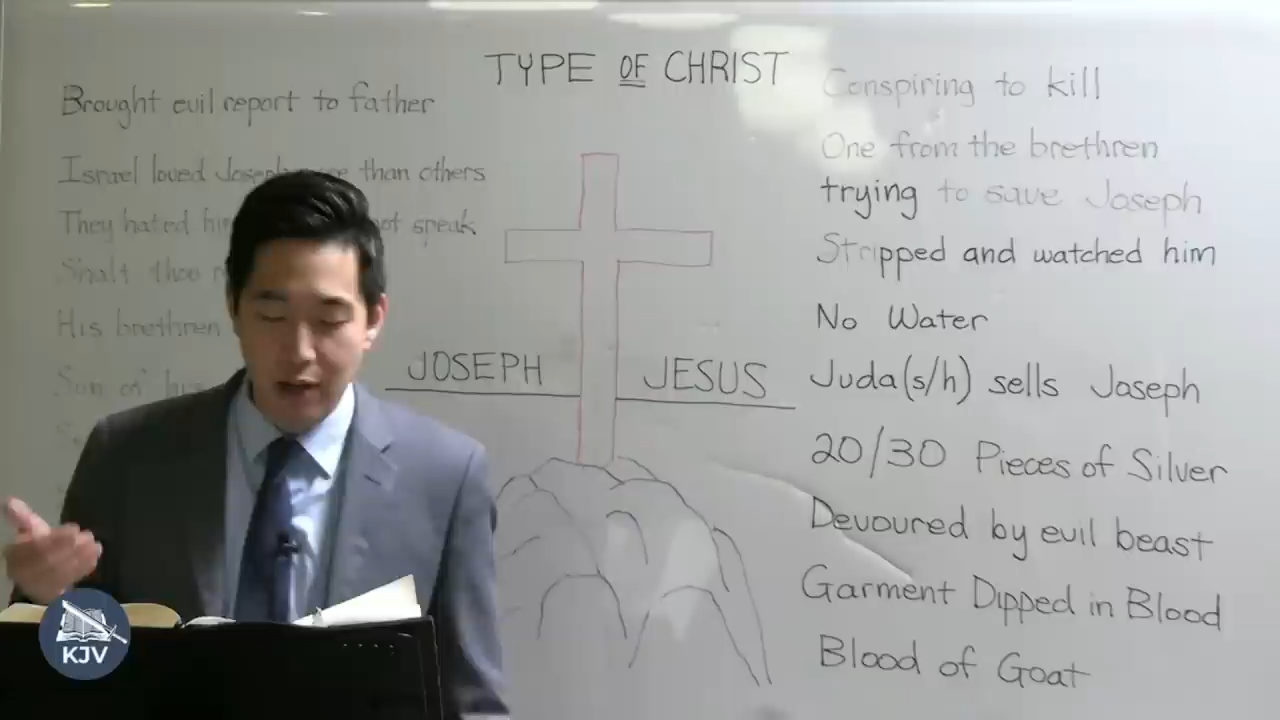 TYPE OF CHRIST
Brought evil report to father
Israel loved Joseph than others
They hated him not speak
Shalt thou
His brethren
Son of his
JOSEPH
JESUS
Conspiring to kill
One from the brethren
trying to save Joseph
Stripped and watched him
No Water
Juda(s/h) sells Joseph
20/30 Pieces of Silver
Devoured by evil beast
Garment Dipped in Blood
Blood of Goat
KJV